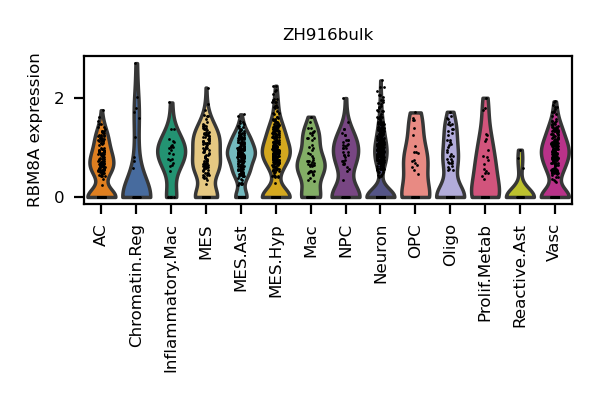 ZH916bulk
RBM8A expression
2
0
AC
Chromatin.Reg
Inflammatory.Mac
MES
MES.Ast
MES.Hyp
Mac
NPC
Neuron
OPC
Oligo
Prolif.Metab
Reactive.Ast
Vasc